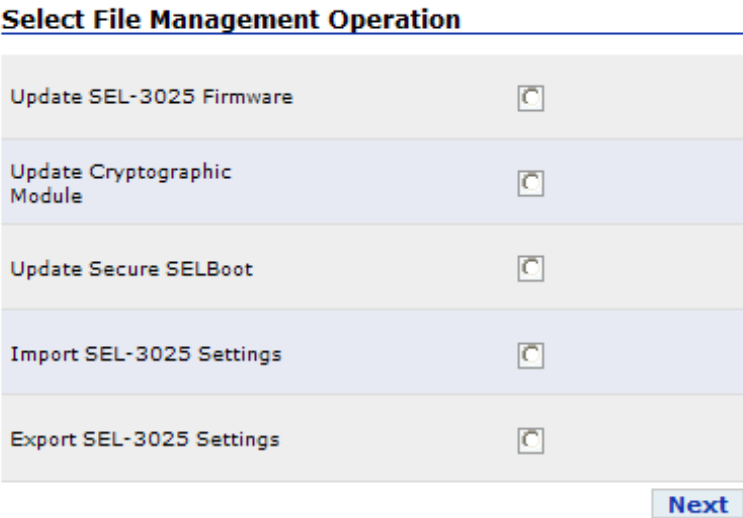 Select File Management Operation
Update SEL-3025 Firmware
Update Cryptographic
Module
Update Secure SELBoot
Import SEL-3025 Settings
Export SEL-3025 Settings
Next